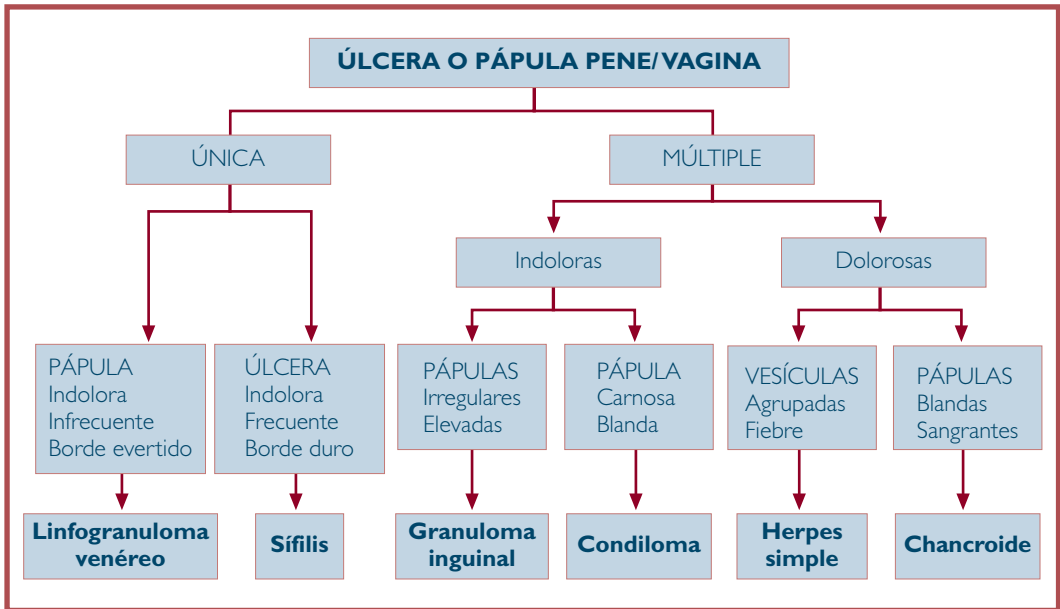 ÚLCERA O PÁPULA PENE/VAGINA
ÚNICA
MÚLTIPLE
Indoloras
Dolorosas
PÁPULA
Indolora
Infrecuente
Borde evertido
ÚLCERA
Indolora
Frecuente
Borde duro
PÁPULAS
Irregulares
Elevadas
PÁPULA
Carnosa
Blanda
VESÍCULAS
Agrupadas
Fiebre
PÁPULAS
Blandas
Sangrantes
Linfogranuloma
venéreo
Sífilis
Granuloma
inguinal
Condiloma
Herpes
simple
Chancroide